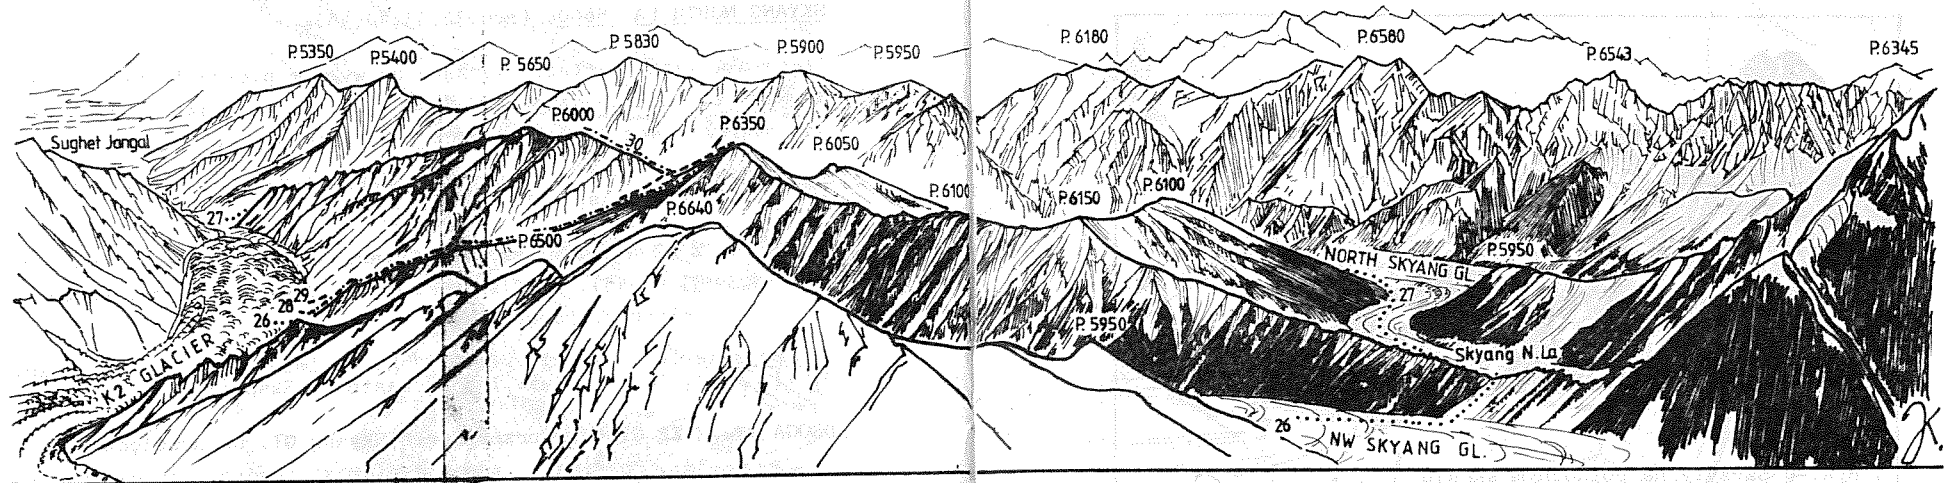 P.5350
P.5400
P. 5650
P. 5830
P. 5900
P. 5950
P. 6180
P. 6580
P. 6543
P. 6345
Sughet Jangal
P.6000
30
P.6350
P.6050
P.6100
P.6150
P.6100
27
P.6640
P.6500
NORTH SKYANG GL
P.5950
29
28
26
27
P. 5950
Skyang N. La
K2 GLACIER
26
NW SKYANG GL.